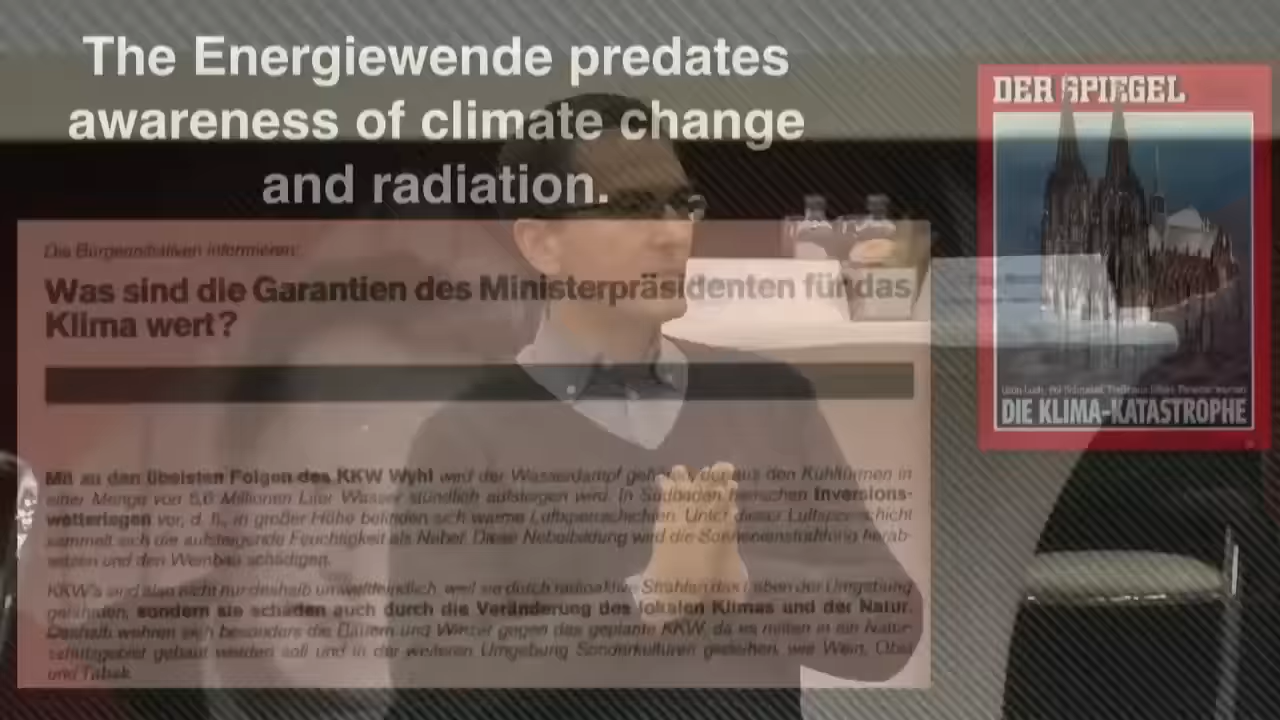 The Energiewende predates
awareness of climate change
and radiation.
DER SPIEGEL
Die Bürgerinitiativen informieren:
Was sind die Garantien des Ministerpräsidenten für das
Klima wert?
DIE KLIMA-KATASTROPHE
Mit zu den übelsten Folgen des KKW Wyhl wird der Wasserdampf aus den Kühltürmen in
einer Menge von Millionen Liter Wasser stündlich aufsteigen wird. In Südbaden herrschen Inversions-
wetterlagen vor, d. h., in großer Höhe befinden sich warme Luftsperrschichten. Unter dieser Luftsperrschicht
sammelt sich die aufsteigende Feuchtigkeit als Nebel. Diese Nebelbildung wird die Sonneneinstrahlung herab-
setzen und den Weinbau schädigen.
KKW's sind also nicht nur deshalb umweltfeindlich, weil sie durch radioaktive Strahlen das Leben der Umgebung
gefährden, sondern sie schaden auch durch die Veränderung des lokalen Klimas und der Natur.
Deshalb wehren sich besonders die Bauern und Winzer gegen das geplante KKW, da es mitten in ein Natur-
schutzgebiet gebaut werden soll und in der weiteren Umgebung Sonderkulturen gedeihen, wie Wein, Obst
und Tabak.